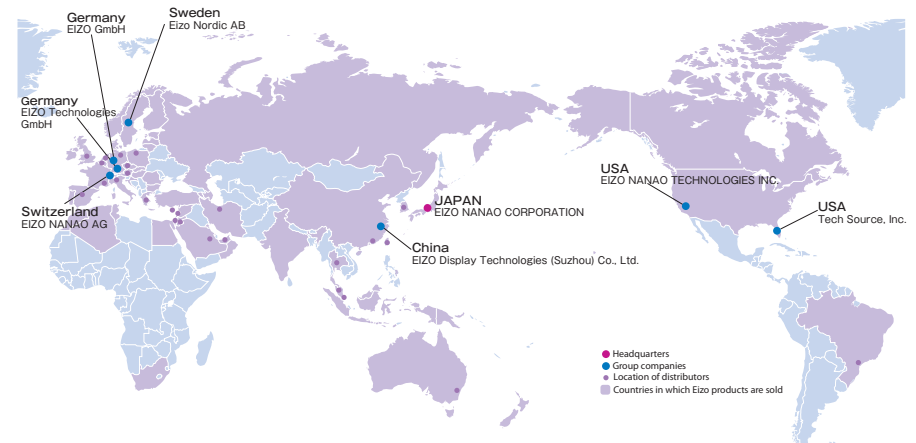 Sweden
Eizo Nordic AB
Germany
EIZO GmbH
Germany
EIZO Technologies
GmbH
Switzerland
EIZO NANAO AG
JAPAN
EIZO NANAO CORPORATION
China
EIZO Display Technologies (Suzhou) Co., Ltd.
USA
EIZO NANAO TECHNOLOGIES INC.
USA
Tech Source, Inc.
Headquarters
Group companies
Location of distributors
Countries in which Eizo products are sold